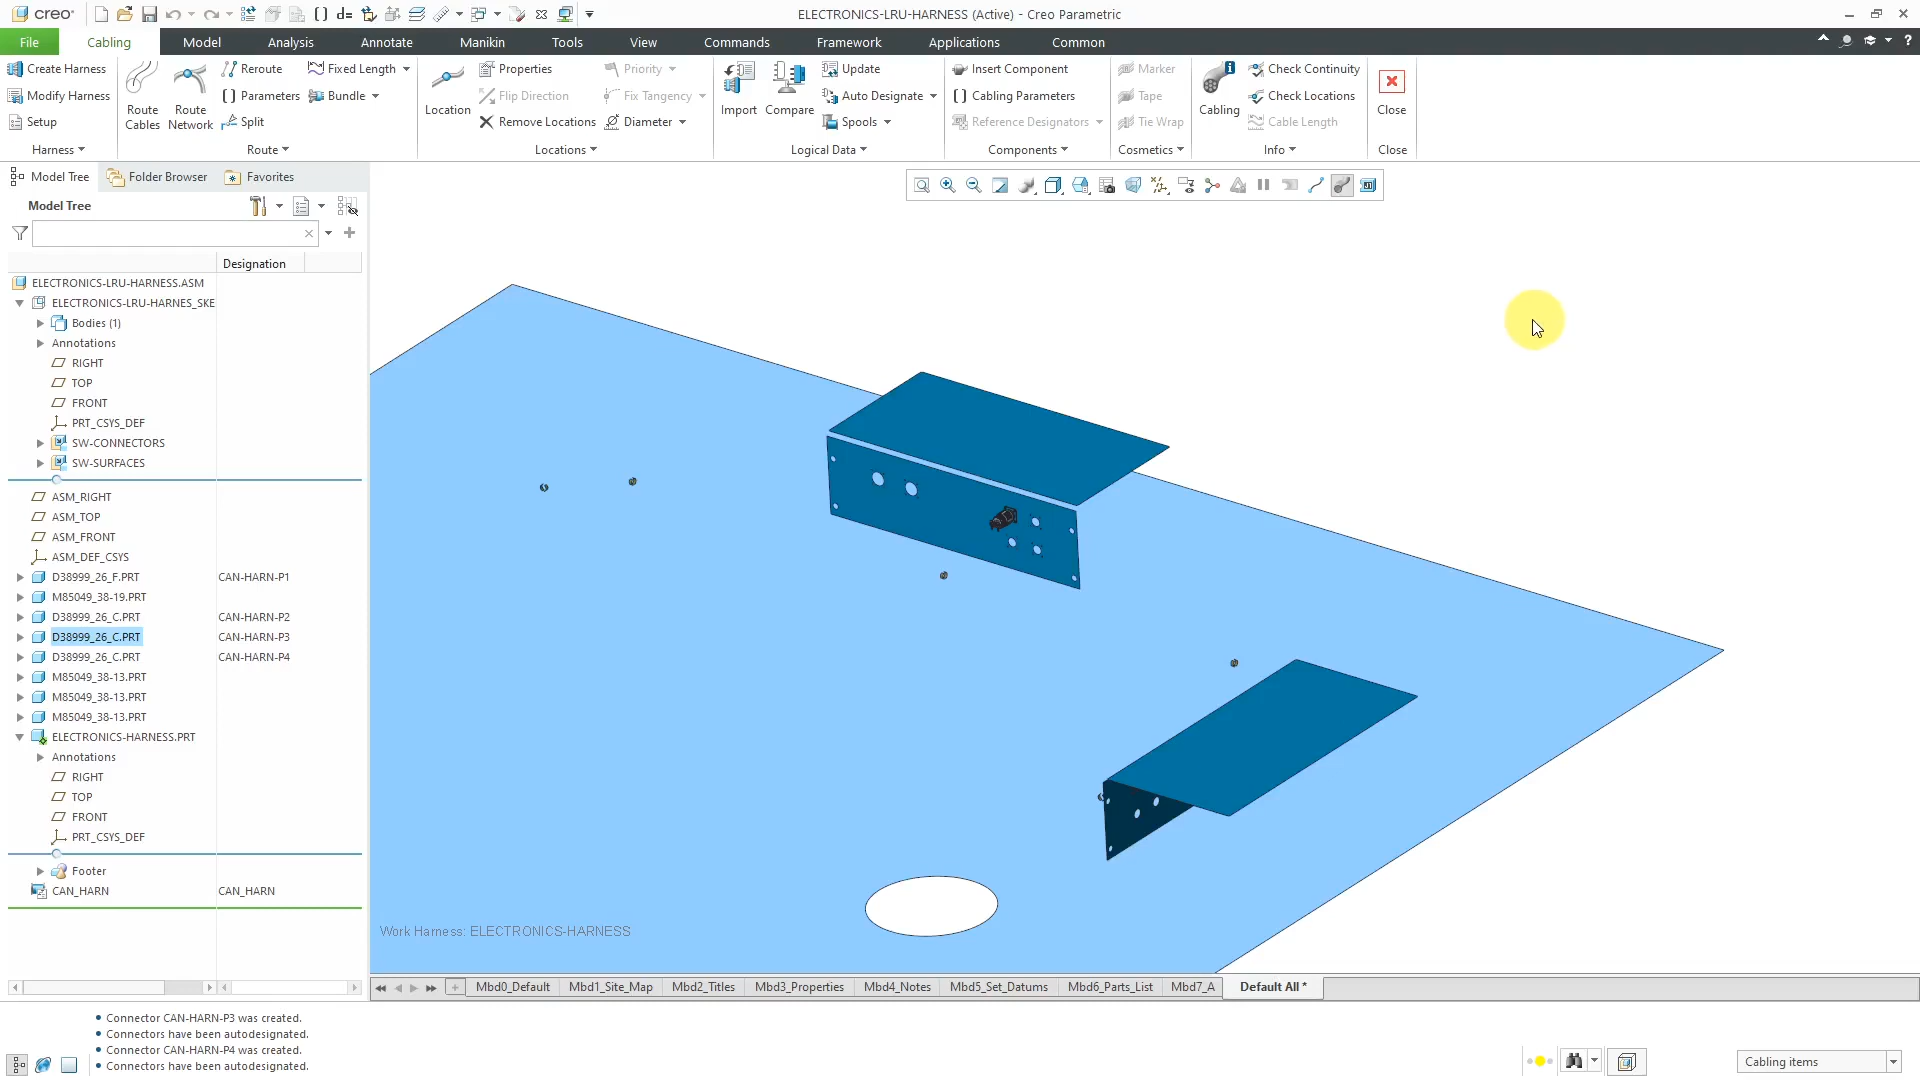 creo
ELECTRONICS-LRU-HARNESS (Active) - Creo Parametric
File
Cabling
Model
Analysis
Annotate
Manikin
Tools
View
Commands
Framework
Applications
Common
Create Harness
Modify Harness
Setup
Harness
Route Cables
Route Network
Reroute
Parameters
Split
Fixed Length
Bundle
Route
Location
Properties
Flip Direction
Remove Locations
Priority
Fix Tangency
Diameter
Locations
Import
Compare
Update
Auto Designate
Spools
Logical Data
Insert Component
Cabling Parameters
Reference Designators
Components
Marker
Tape
Tie Wrap
Cosmetics
Cabling
Check Continuity
Check Locations
Cable Length
Info
Close
Close
Model Tree
Folder Browser
Favorites
Model Tree
Designation
ELECTRONICS-LRU-HARNESS.ASM
ELECTRONICS-LRU-HARNES_SKE
Bodies (1)
Annotations
RIGHT
TOP
FRONT
PRT_CSYS_DEF
SW-CONNECTORS
SW-SURFACES
ASM_RIGHT
ASM_TOP
ASM_FRONT
ASM_DEF_CSYS
D38999_26_F.PRT CAN-HARN-P1
M85049_38-19.PRT
D38999_26_C.PRT CAN-HARN-P2
D38999_26_C.PRT CAN-HARN-P3
D38999_26_C.PRT CAN-HARN-P4
M85049_38-13.PRT
M85049_38-13.PRT
M85049_38-13.PRT
ELECTRONICS-HARNESS.PRT
Annotations
RIGHT
TOP
FRONT
PRT_CSYS_DEF
Footer
CAN_HARN CAN_HARN
Work Harness: ELECTRONICS-HARNESS
Mbd0_Default
Mbd1_Site_Map
Mbd2_Titles
Mbd3_Properties
Mbd4_Notes
Mbd5_Set_Datums
Mbd6_Parts_List
Mbd7_A
Default All *
• Connector CAN-HARN-P3 was created.
• Connectors have been autodesignated.
• Connector CAN-HARN-P4 was created.
• Connectors have been autodesignated.
Cabling items